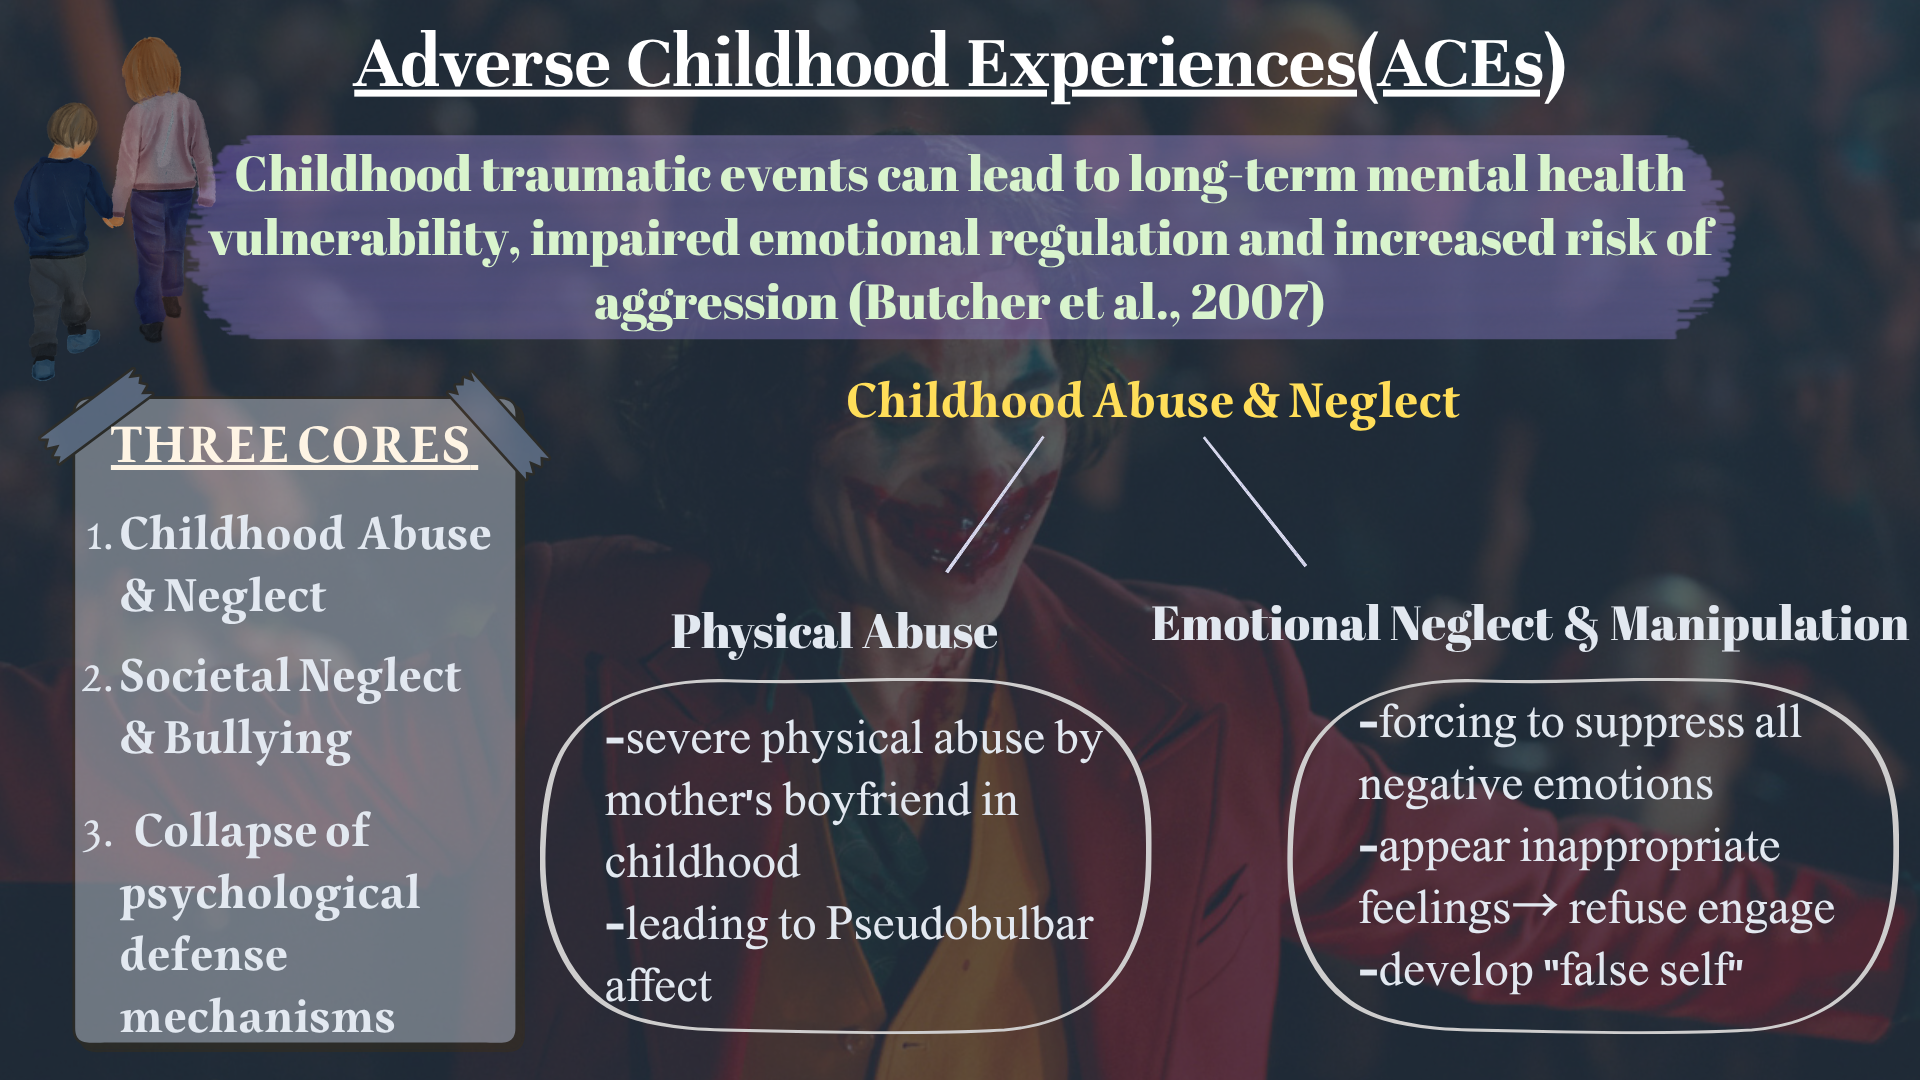 Adverse Childhood Experiences(ACEs)
Childhood traumatic events can lead to long-term mental health
vulnerability, impaired emotional regulation and increased risk of
aggression (Butcher et al., 2007)
THREE CORES
1. Childhood Abuse
& Neglect
2. Societal Neglect
& Bullying
3. Collapse of
psychological
defense
mechanisms
Childhood Abuse & Neglect
Physical Abuse
-severe physical abuse by
mother's boyfriend in
childhood
-leading to Pseudobulbar
affect
Emotional Neglect & Manipulation
-forcing to suppress all
negative emotions
-appear inappropriate
feelings→ refuse engage
-develop "false self"